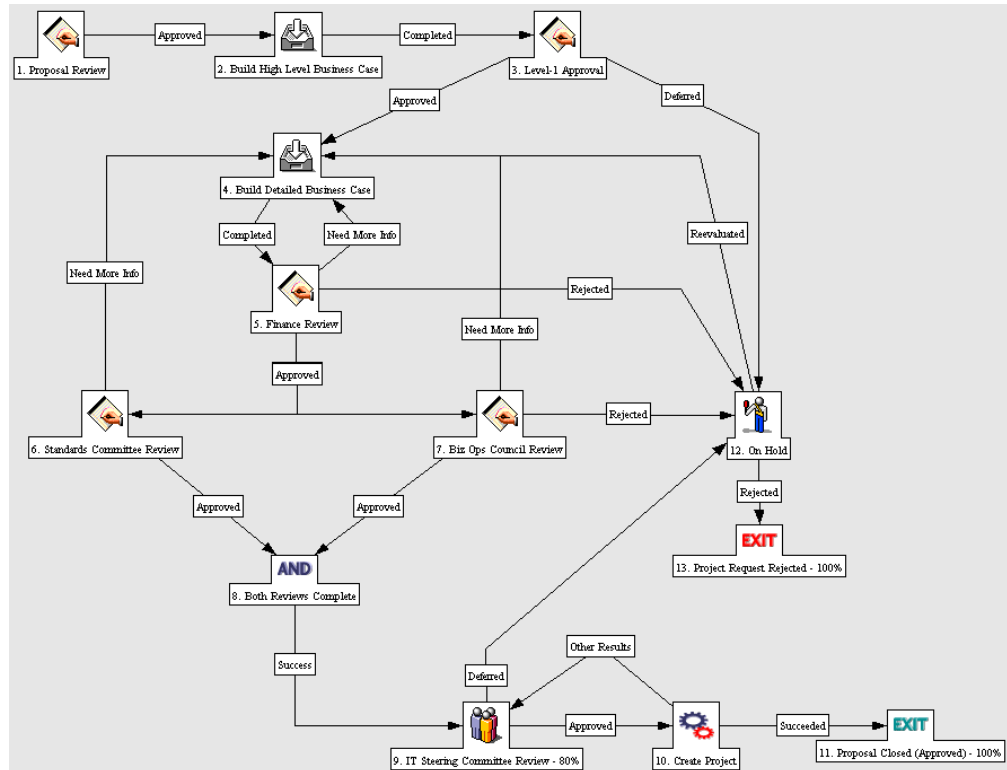 Approved
Completed
1. Proposal Review
2. Build High Level Business Case
3. Level-1 Approval
Approved
Deferred
4. Build Detailed Business Case
Completed
Need More Info
Reevaluated
Need More Info
Rejected
5. Finance Review
Need More Info
Approved
Rejected
6. Standards Committee Review
7. Biz Ops Council Review
12. On Hold
Approved
Approved
Rejected
EXIT
13. Project Request Rejected - 100%
AND
8. Both Reviews Complete
Other Results
Success
Deferred
Approved
Succeeded
EXIT
9. IT Steering Committee Review - 80%
10. Create Project
11. Proposal Closed (Approved) - 100%